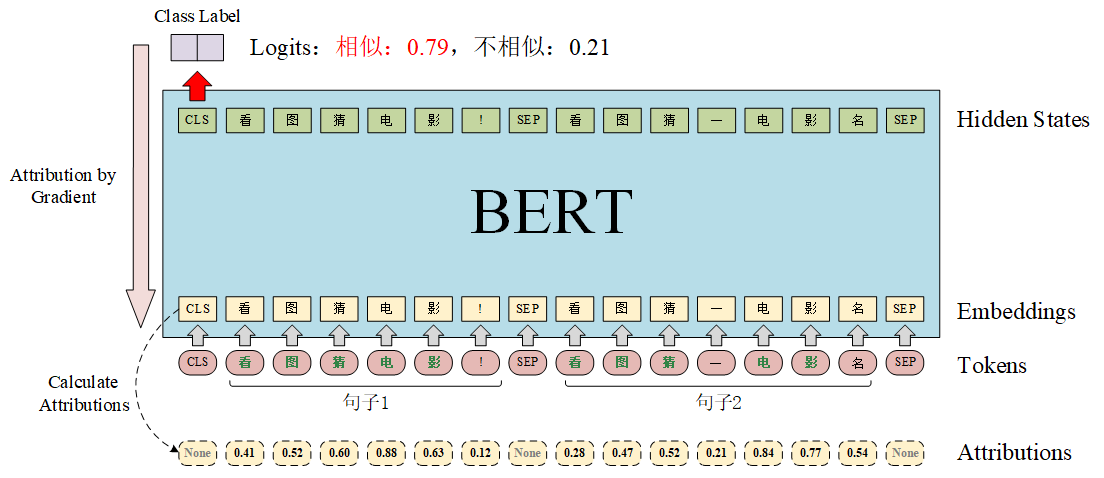 Class Label
Logits：相似：0.79，不相似：0.21
CLS 看 图 猜 电 影 ! SEP 看 图 猜 一 电 影 名 SEP
Hidden States
Attribution by
Gradient
BERT
CLS 看 图 猜 电 影 ! SEP 看 图 猜 一 电 影 名 SEP
Embeddings
CLS 看 图 猜 电 影 ! SEP 看 图 猜 一 电 影 名 SEP
Tokens
Calculate
Attributions
句子1 句子2
None 0.41 0.52 0.60 0.88 0.63 0.12 None 0.28 0.47 0.52 0.21 0.84 0.77 0.54 None
Attributions